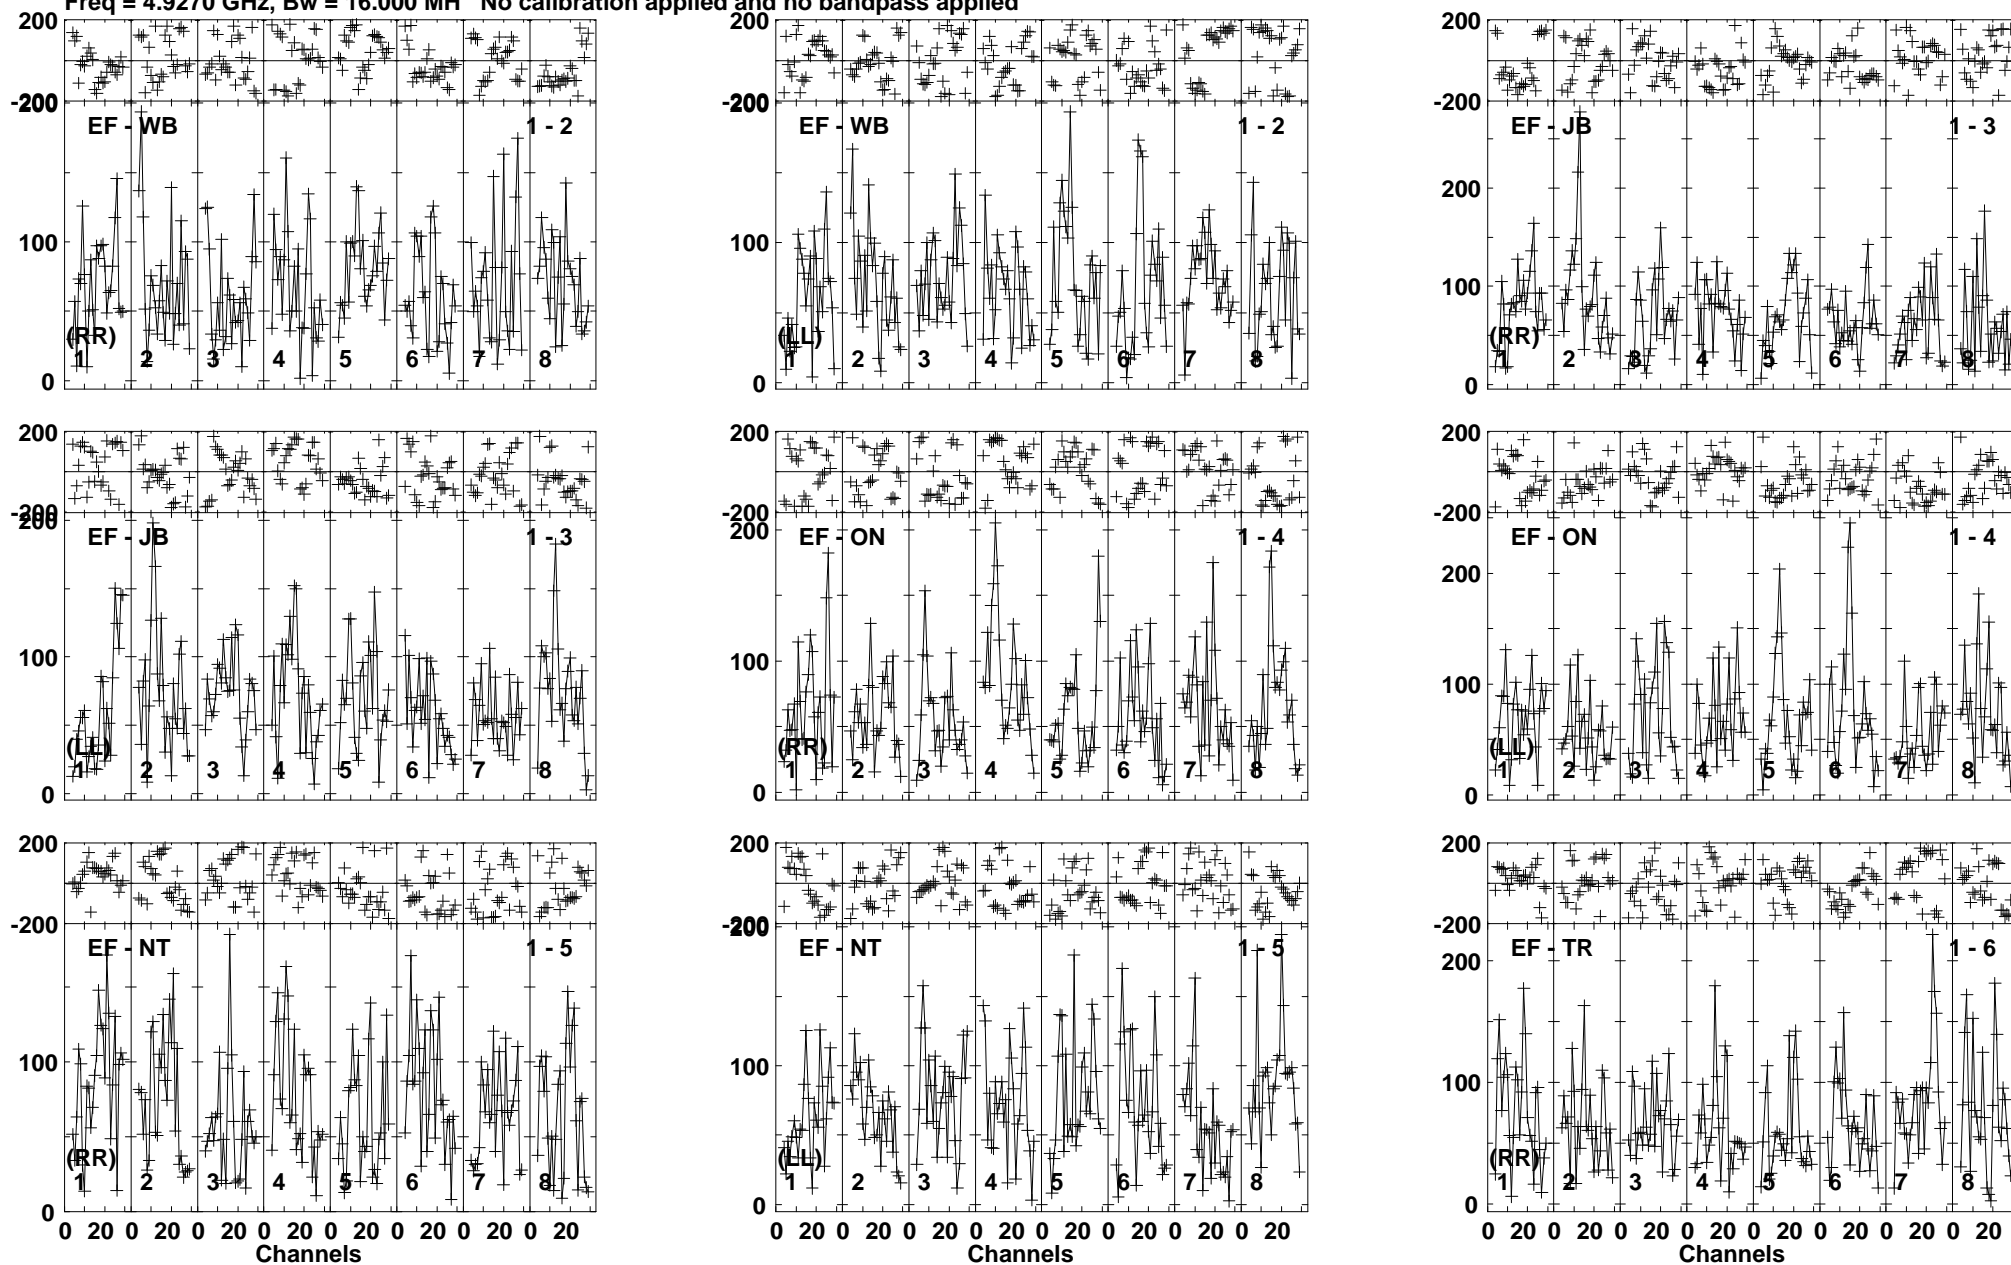 Freq = 4.9270 GHz, Bw = 16.000 MH No calibration applied and no bandpass applied
200 200 200
-200 -200 -200
200 200
EF - WB 1 - 2 EF - WB 1 - 2 EF - JB 1 - 3
200
100 100 100
(RR) (LL) (RR)
1 2 3 4 5 6 7 8 1 2 3 4 5 6 7 8 1 2 3 4 5 6 7 8
0 0 0
200 200 200
-200 -200 -200
200 200
EF - JB 1 - 3 EF - ON 1 - 4 EF - ON 1 - 4
200
100 100 100
(LL) (RR) (LL)
1 2 3 4 5 6 7 8 1 2 3 4 5 6 7 8 1 2 3 4 5 6 7 8
0 0 0
200 200 200
-200 -200 -200
200
EF - NT 1 - 5 EF - NT 1 - 5 EF - TR 1 - 6
200
100 100 100
(RR) (LL) (RR)
1 2 3 4 5 6 7 8 1 2 3 4 5 6 7 8 1 2 3 4 5 6 7 8
0 0 0
0 20 0 20 0 20 0 20 0 20 0 20 0 20 0 20 0 20 0 20 0 20 0 20 0 20 0 20 0 20 0 20 0 20 0 20 0 20 0 20 0 20 0 20 0 20 0 20
Channels Channels Channels